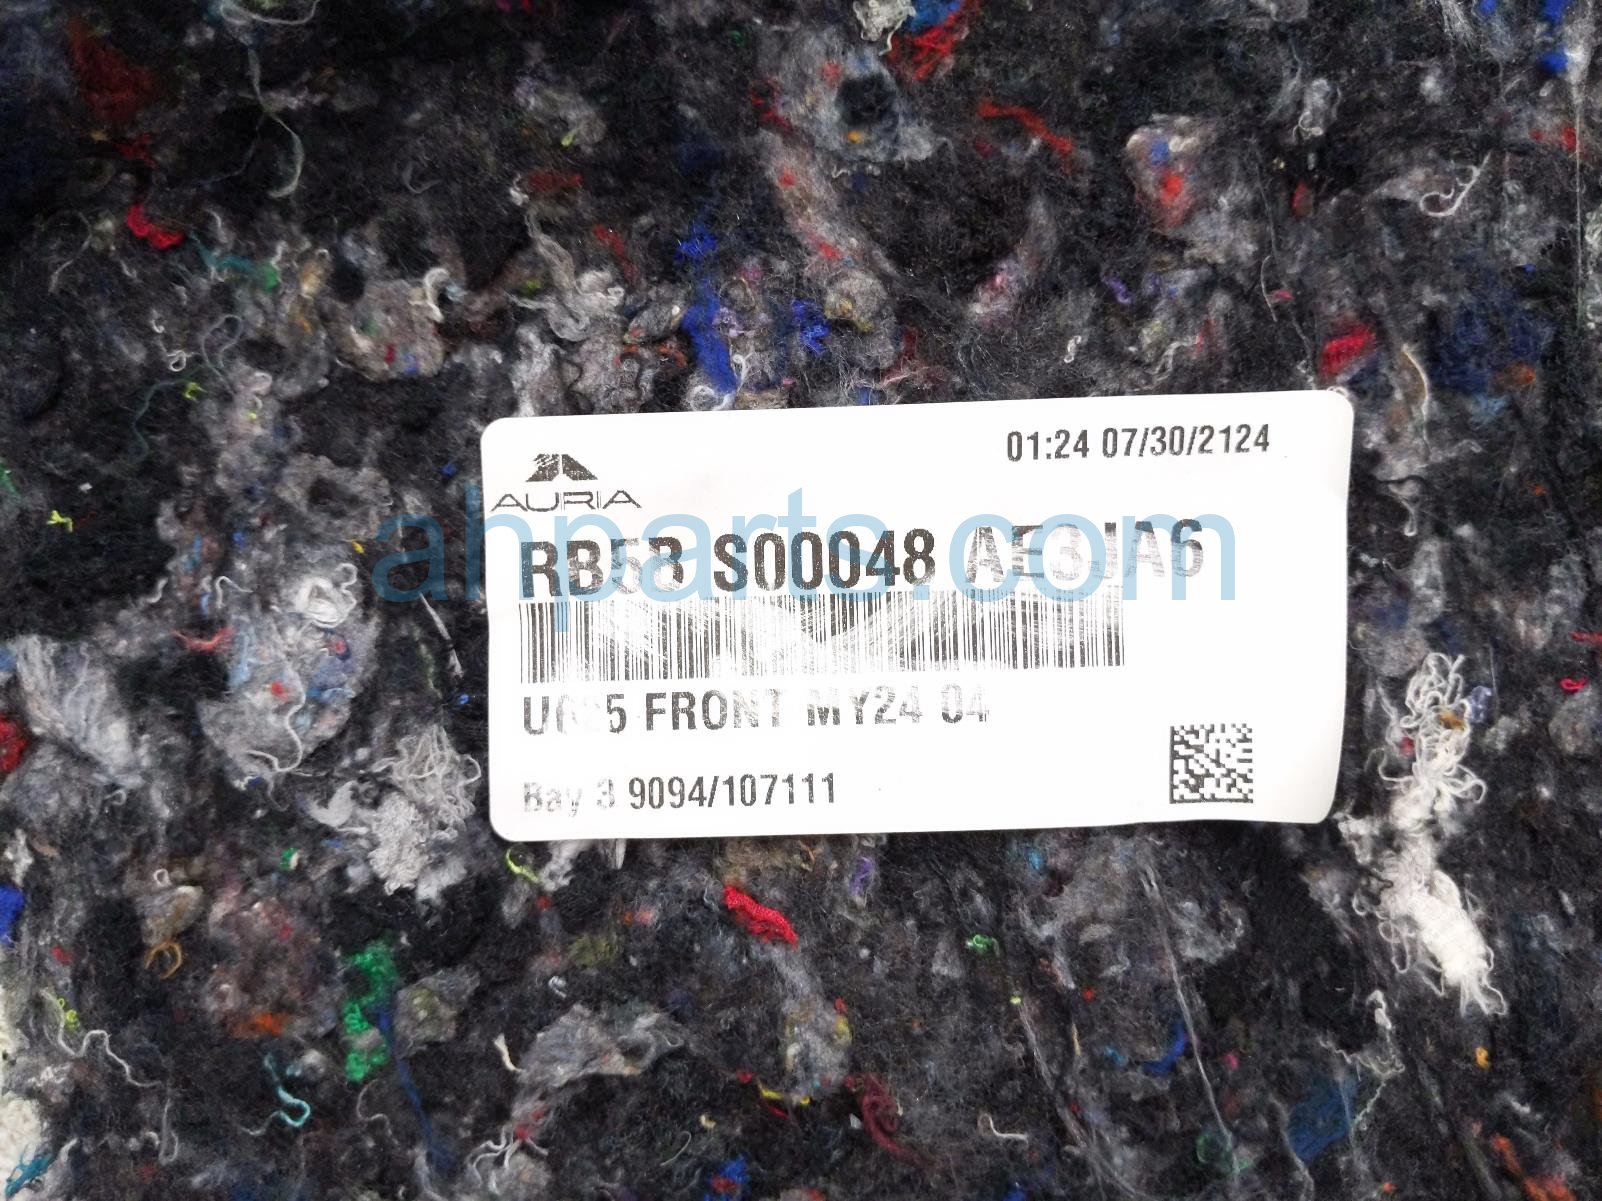 01:24 07/30/2124
AURIA
ahparts.com
RB5B S00048 AE3JA6
FRONT MY24 04
Bay 3 9094/107111